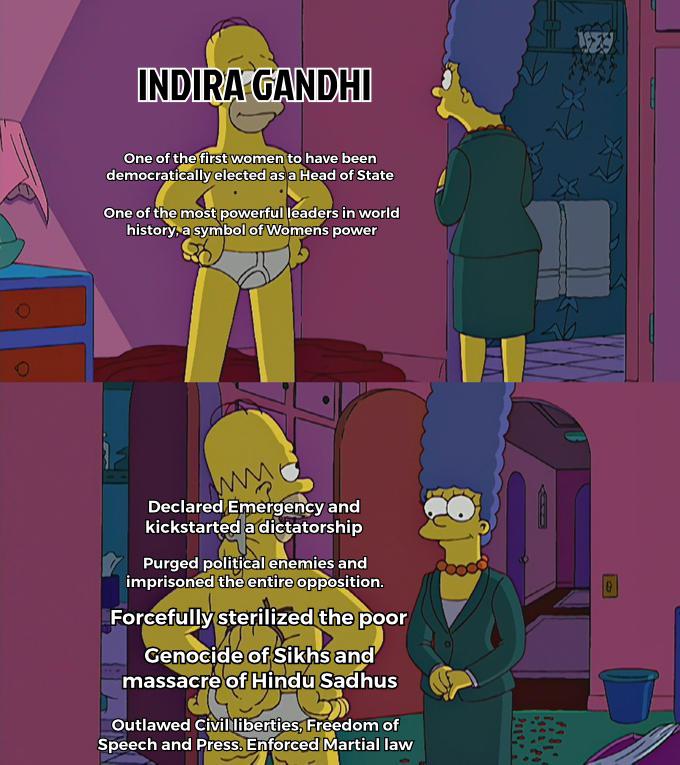 INDIRA GANDHI
One of the first women to have been
democratically elected as a Head of State
One of the most powerful leaders in world
history, a symbol of Womens power
Declared Emergency and
kickstarted a dictatorship
Purged political enemies and
imprisoned the entire opposition.
Forcefully sterilized the poor
Genocide of Sikhs and
massacre of Hindu Sadhus
Outlawed Civil liberties, Freedom of
Speech and Press. Enforced Martial law